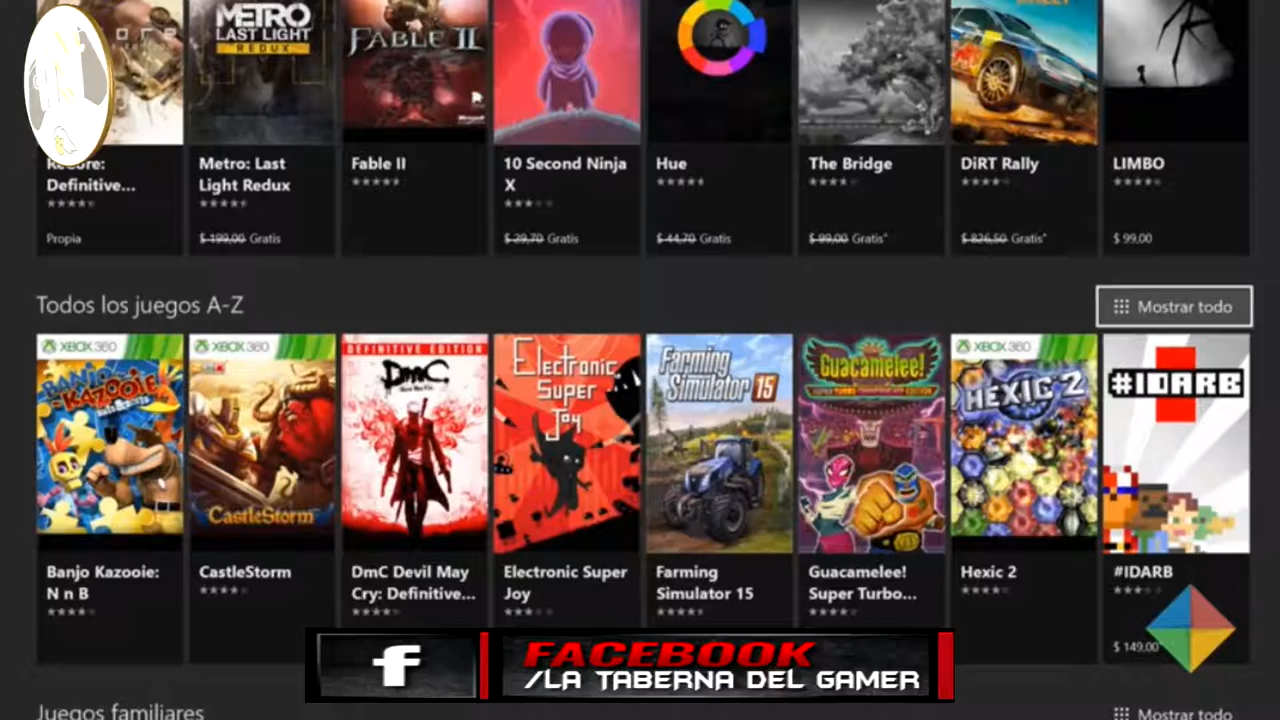 METRO
LAST LIGHT
REDUX
FABLE II
ReCore:
Definitive...
Propia
Metro: Last
Light Redux
$ 199,00 Gratis
Fable II
10 Second Ninja
X
$ 29,70 Gratis
Hue
$ 44,70 Gratis
The Bridge
$ 99,00 Gratis*
DiRT Rally
$ 826,50 Gratis*
LIMBO
$ 99,00
Todos los juegos A-Z
Mostrar todo
XBOX 360
BANJO
KAZOOIE
XBOX 360
CastleStorm
DEFINITIVE EDITION
DmC
Electronic
Super
Joy
Farming
Simulator 15
Guacamelee!
XBOX 360
HEXIC 2
#IDARB
Banjo Kazooie:
N n B
CastleStorm
DmC Devil May
Cry: Definitive...
Electronic Super
Joy
Farming
Simulator 15
Guacamelee!
Super Turbo...
Hexic 2
#IDARB
$ 149,00
f
FACEBOOK
/LA TABERNA DEL GAMER
Juegos familiares
Mostrar todo